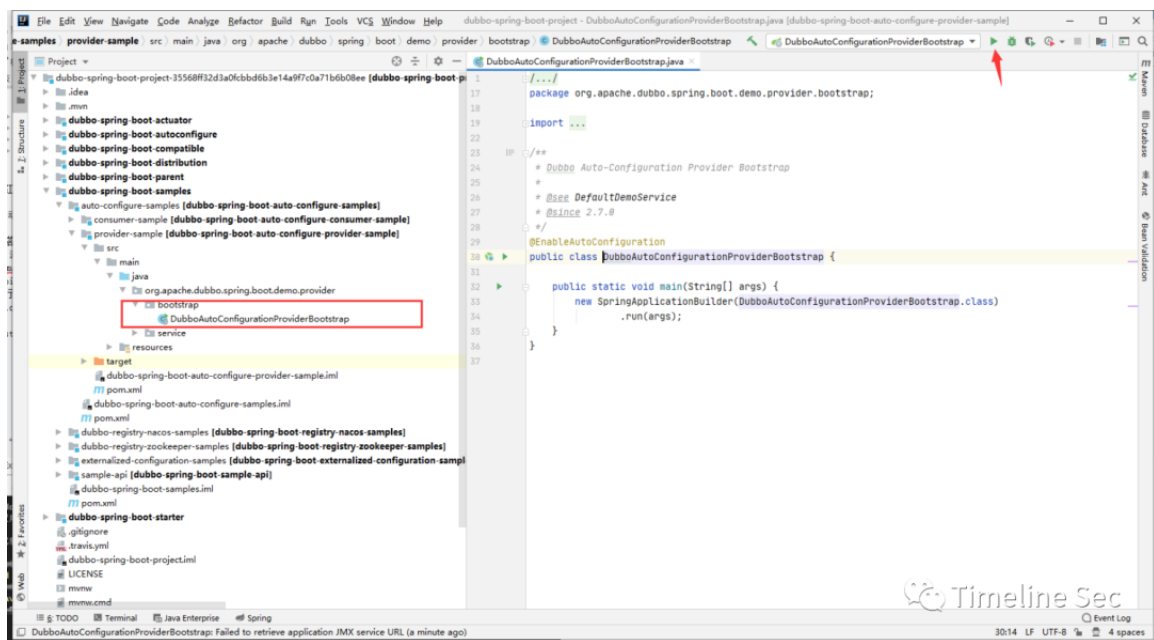 File Edit View Navigate Code Analyze Refactor Build Run Tools VCS Window Help dubbo-spring-boot-project - DubboAutoConfigurationProviderBootstrap.java [dubbo-spring-boot-auto-configure-provider-sample]
e-samples provider-sample src main java org apache dubbo spring boot demo provider bootstrap DubboAutoConfigurationProviderBootstrap DubboAutoConfigurationProviderBootstrap
Project
DubboAutoConfigurationProviderBootstrap.java
1: Project
Z: Structure
2: Favorites
Web
dubbo-spring-boot-project-35568ff32d3a0fcbbd6b3e14a9f7c0a71b6b08ee [dubbo-spring-boot-p
.idea
.mvn
dubbo-spring-boot-actuator
dubbo-spring-boot-autoconfigure
dubbo-spring-boot-compatible
dubbo-spring-boot-distribution
dubbo-spring-boot-parent
dubbo-spring-boot-samples
auto-configure-samples [dubbo-spring-boot-auto-configure-samples]
consumer-sample [dubbo-spring-boot-auto-configure-consumer-sample]
provider-sample [dubbo-spring-boot-auto-configure-provider-sample]
src
main
java
org.apache.dubbo.spring.boot.demo.provider
bootstrap
DubboAutoConfigurationProviderBootstrap
service
resources
target
dubbo-spring-boot-auto-configure-provider-sample.iml
pom.xml
dubbo-spring-boot-auto-configure-samples.iml
pom.xml
dubbo-registry-nacos-samples [dubbo-spring-boot-registry-nacos-samples]
dubbo-registry-zookeeper-samples [dubbo-spring-boot-registry-zookeeper-samples]
externalized-configuration-samples [dubbo-spring-boot-externalized-configuration-sampl
sample-api [dubbo-spring-boot-sample-api]
dubbo-spring-boot-samples.iml
pom.xml
dubbo-spring-boot-starter
.gitignore
.travis.yml
dubbo-spring-boot-project.iml
LICENSE
mvnw
mvnw.cmd
1 /.../
17 package org.apache.dubbo.spring.boot.demo.provider.bootstrap;
18
19 import ...
22
23 /**
24 * Dubbo Auto-Configuration Provider Bootstrap
25 *
26 * @see DefaultDemoService
27 * @since 2.7.0
28 */
29 @EnableAutoConfiguration
30 public class DubboAutoConfigurationProviderBootstrap {
31
32 public static void main(String[] args) {
33 new SpringApplicationBuilder(DubboAutoConfigurationProviderBootstrap.class)
34 .run(args);
35 }
36 }
37
m Maven
Database
Ant
Bean Validation
Timeline Sec
6: TODO Terminal Java Enterprise Spring Event Log
DubboAutoConfigurationProviderBootstrap: Failed to retrieve application JMX service URL (a minute ago) 30:14 LF UTF-8 4 spaces